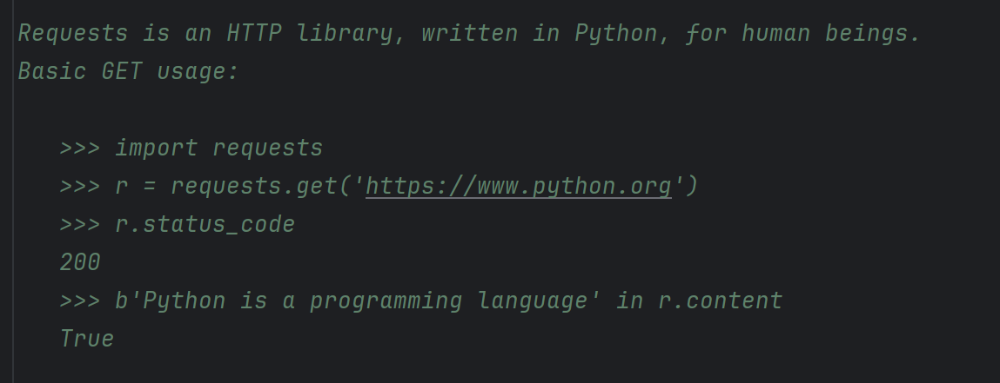 Requests is an HTTP library, written in Python, for human beings.
Basic GET usage:
>>> import requests
>>> r = requests.get('https://www.python.org')
>>> r.status_code
200
>>> b'Python is a programming language' in r.content
True